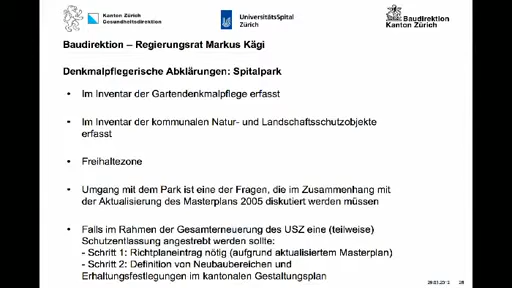 Kanton Zürich
Gesundheitsdirektion
UniversitätsSpital
Zürich
Baudirektion
Kanton Zürich
Baudirektion – Regierungsrat Markus Kägi
Denkmalpflegerische Abklärungen: Spitalpark
• Im Inventar der Gartendenkmalpflege erfasst
• Im Inventar der kommunalen Natur- und Landschaftsschutzobjekte
erfasst
• Freihaltezone
• Umgang mit dem Park ist eine der Fragen, die im Zusammenhang mit
der Aktualisierung des Masterplans 2005 diskutiert werden müssen
• Falls im Rahmen der Gesamterneuerung des USZ eine (teilweise)
Schutzentlassung angestrebt werden sollte:
- Schritt 1: Richtplaneintrag nötig (aufgrund aktualisiertem Masterplan)
- Schritt 2: Definition von Neubaubereichen und
Erhaltungsfestlegungen im kantonalen Gestaltungsplan